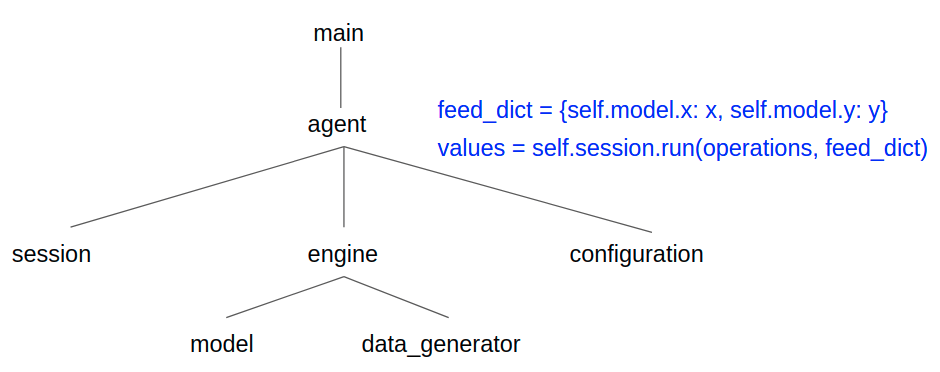 main
agent
feed_dict = {self.model.x: x, self.model.y: y}
values = self.session.run(operations, feed_dict)
session
engine
configuration
model
data_generator